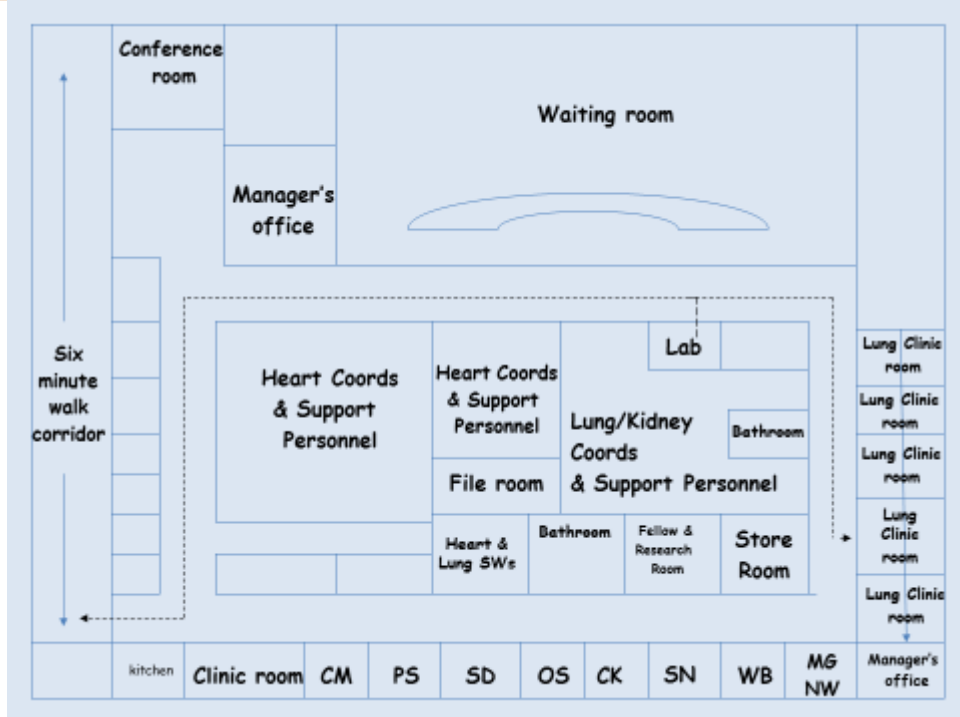 Conference
room
Waiting room
Manager's
office
Six
minute
walk
corridor
Heart Coords
& Support
Personnel
Heart Coords
& Support
Personnel
File room
Lab
Lung/Kidney
Coords
& Support Personnel
Bathroom
Heart &
Lung SWs
Bathroom
Fellow &
Research
Room
Store
Room
Lung Clinic
room
Lung Clinic
room
Lung Clinic
room
Lung
Clinic
room
Lung Clinic
room
kitchen
Clinic room
CM
PS
SD
OS
CK
SN
WB
MG
NW
Manager's
office